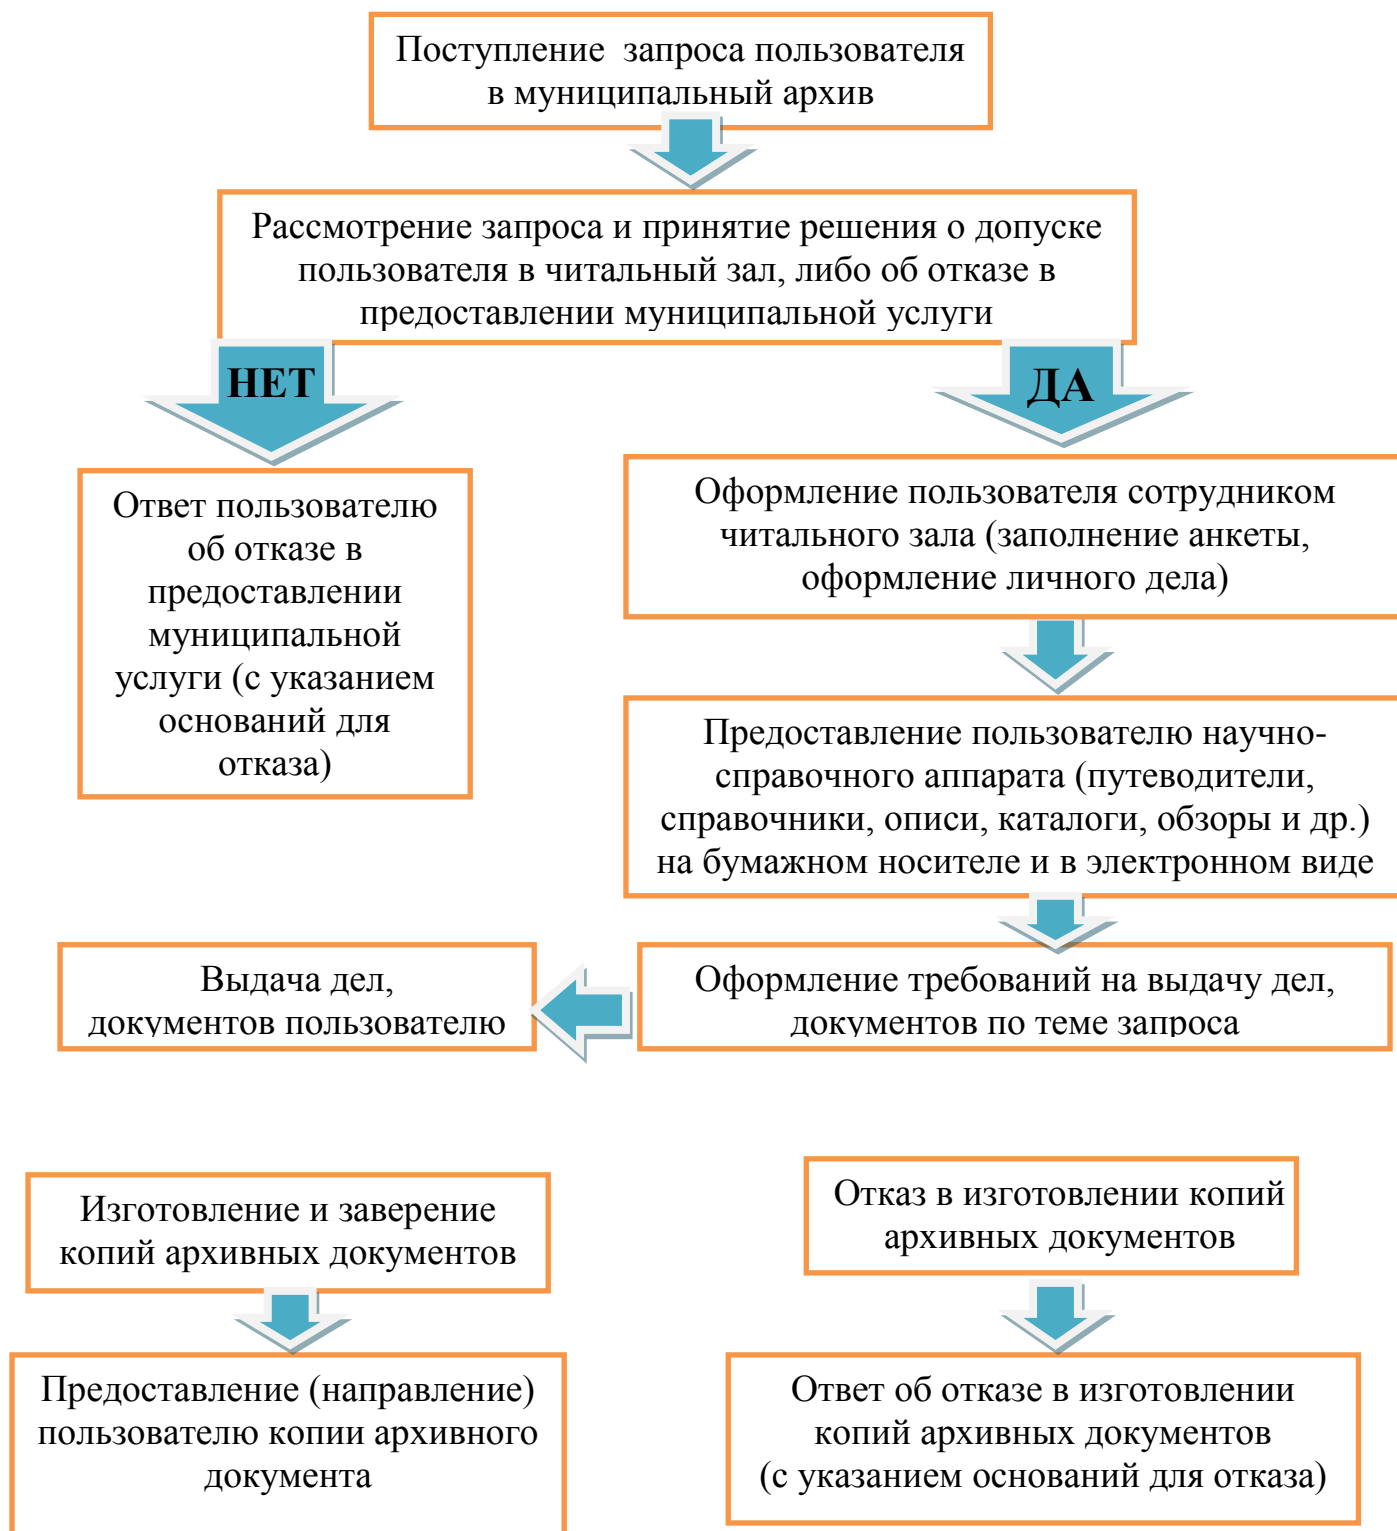 Поступление запроса пользователя
в муниципальный архив
Рассмотрение запроса и принятие решения о допуске
пользователя в читальный зал, либо об отказе в
предоставлении муниципальной услуги
НЕТ
ДА
Ответ пользователю
об отказе в
предоставлении
муниципальной
услуги (с указанием
оснований для
отказа)
Оформление пользователя сотрудником
читального зала (заполнение анкеты,
оформление личного дела)
Предоставление пользователю научно-
справочного аппарата (путеводители,
справочники, описи, каталоги, обзоры и др.)
на бумажном носителе и в электронном виде
Выдача дел,
документов пользователю
Оформление требований на выдачу дел,
документов по теме запроса
Изготовление и заверение
копий архивных документов
Отказ в изготовлении копий
архивных документов
Предоставление (направление)
пользователю копии архивного
документа
Ответ об отказе в изготовлении
копий архивных документов
(с указанием оснований для отказа)